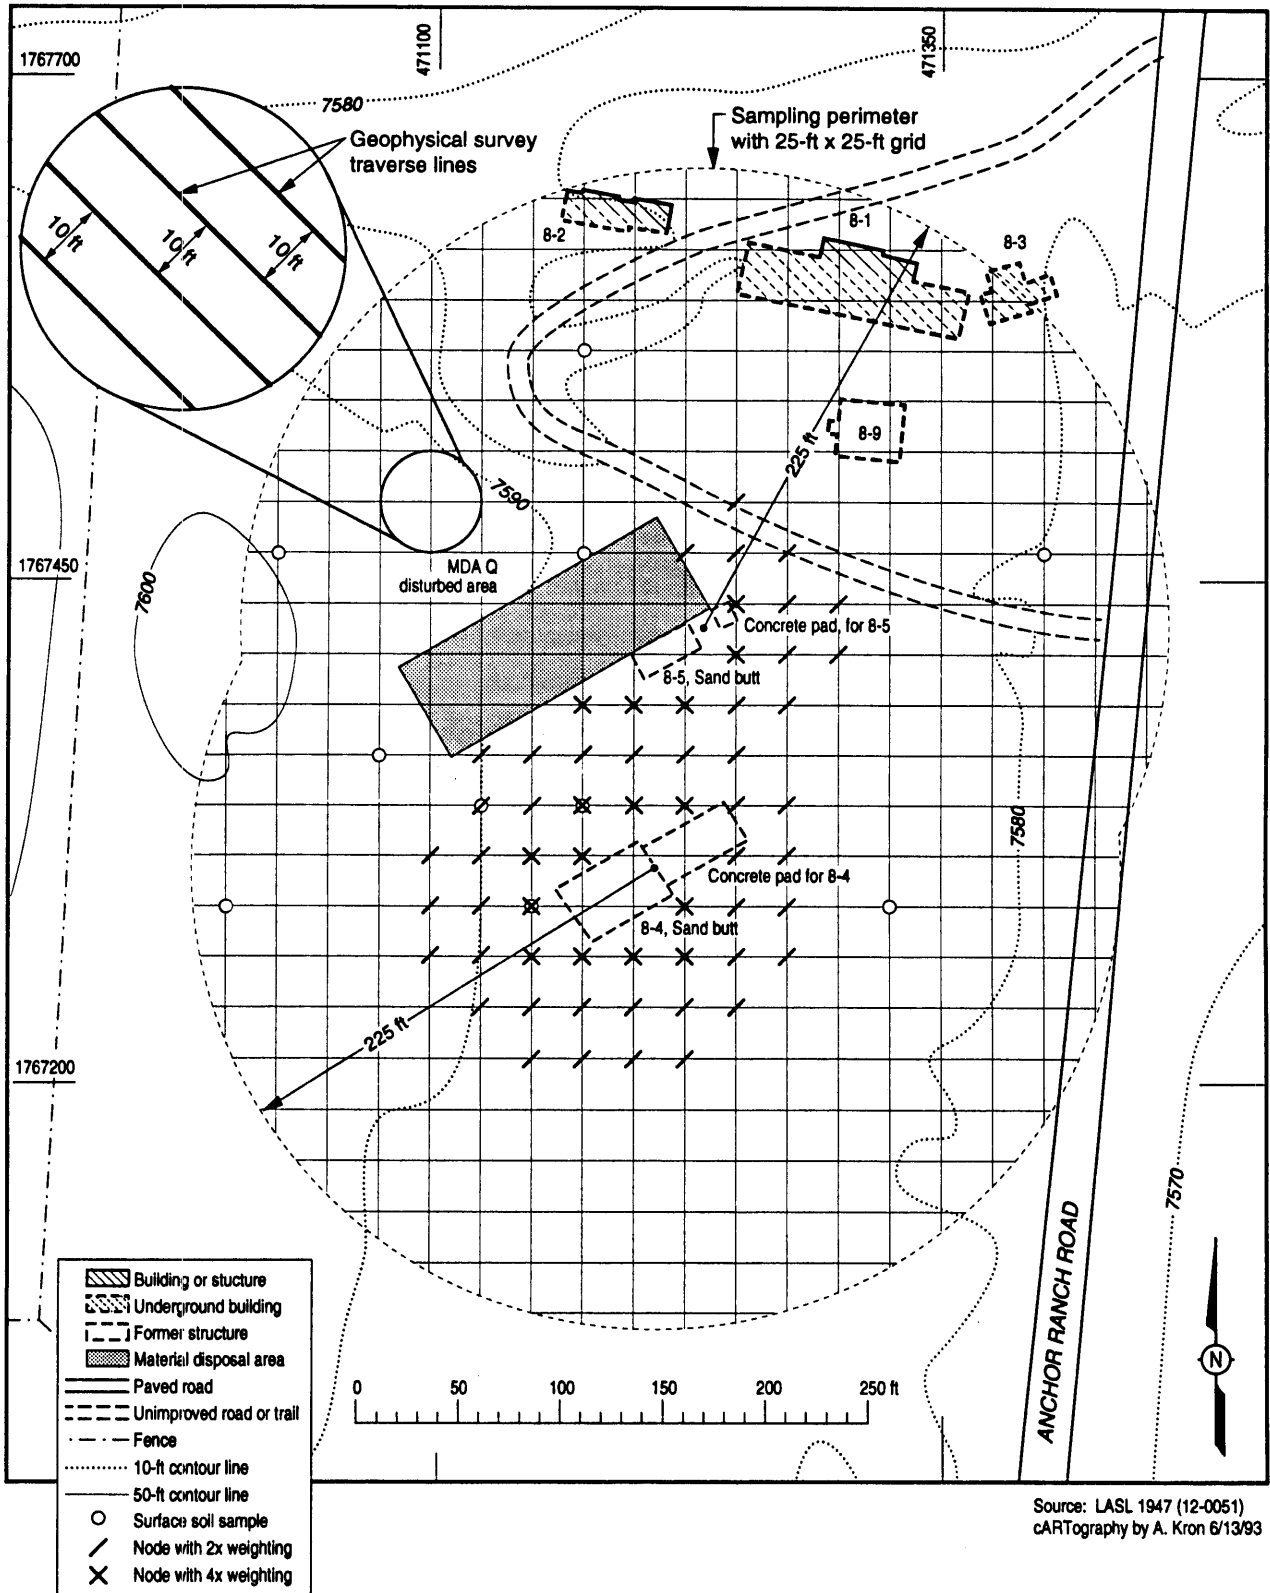 1767700
471100
471350
7580
Geophysical survey
traverse lines
Sampling perimeter
with 25-ft x 25-ft grid
10 ft
10 ft
10 ft
8-2
8-1
8-3
8-9
225 ft
7590
1767450
7600
MDA Q
disturbed area
Concrete pad, for 8-5
8-5, Sand butt
7580
Concrete pad for 8-4
8-4, Sand butt
225 ft
1767200
7570
ANCHOR RANCH ROAD
N
Building or stucture
Underground building
Former structure
Material disposal area
Paved road
Unimproved road or trail
Fence
10-ft contour line
50-ft contour line
Surface soil sample
Node with 2x weighting
Node with 4x weighting
0 50 100 150 200 250 ft
Source: LASL 1947 (12-0051)
cARTography by A. Kron 6/13/93